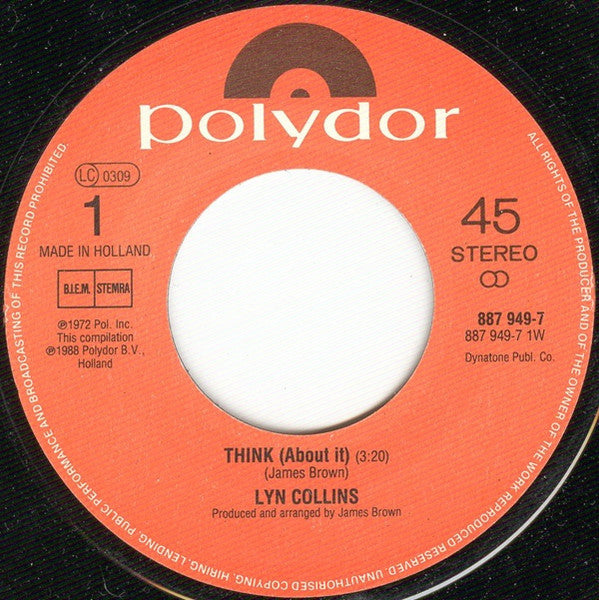 polydor
LC 0309
1
MADE IN HOLLAND
B.I.E.M. STEMRA
℗1972 Pol. Inc.
This compilation
℗1988 Polydor B.V.,
Holland
45
STEREO
887 949-7
887 949-7 1W
Dynatone Publ. Co.
THINK (About it) (3:20)
(James Brown)
LYN COLLINS
Produced and arranged by James Brown
ALL RIGHTS OF THE PRODUCER AND OF THE OWNER OF THE WORK REPRODUCED RESERVED. UNAUTHORISED COPYING, HIRING, LENDING, PUBLIC PERFORMANCE AND BROADCASTING OF THIS RECORD PROHIBITED.